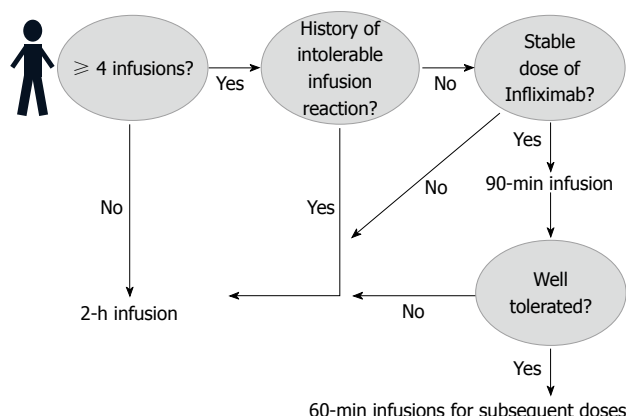 ≥ 4 infusions?
Yes
History of
intolerable
infusion
reaction?
No
Stable
dose of
Infliximab?
Yes
No
90-min infusion
No
Yes
Well
tolerated?
No
2-h infusion
Yes
60-min infusions for subsequent doses